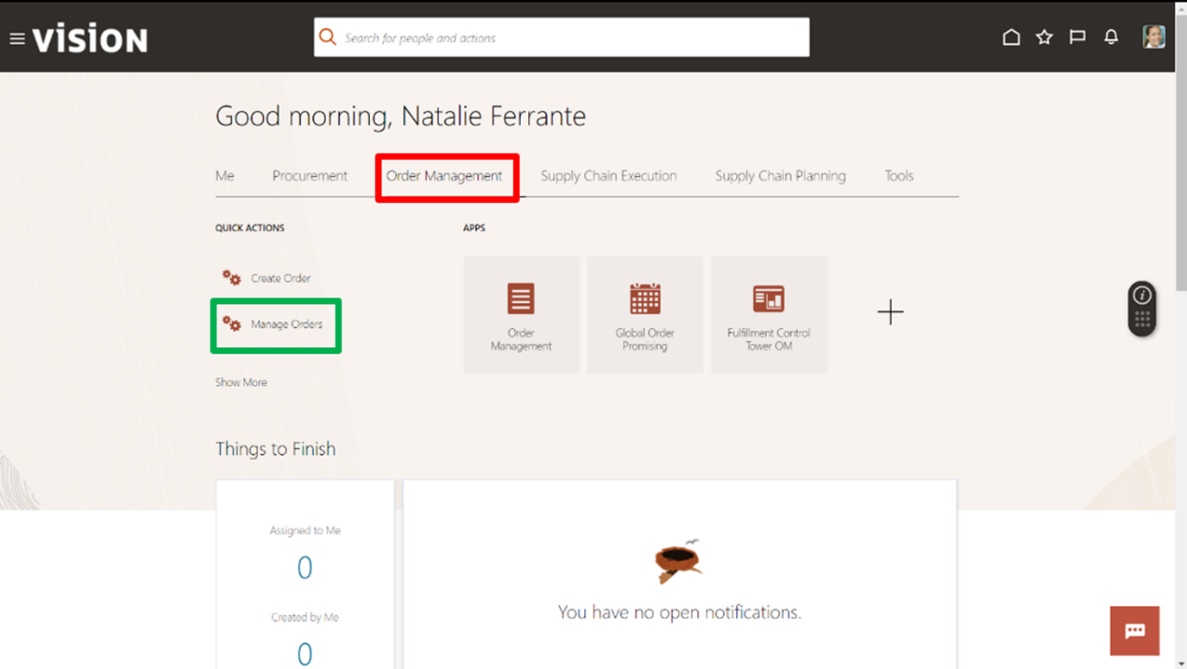 vision
Search for people and actions
Good morning, Natalie Ferrante
Me
Procurement
Order Management
Supply Chain Execution
Supply Chain Planning
Tools
QUICK ACTIONS
Create Order
Manage Orders
Show More
APPS
Order
Management
Global Order
Promising
Fulfillment Control
Tower OM
Things to Finish
Assigned to Me
0
Created by Me
0
You have no open notifications.